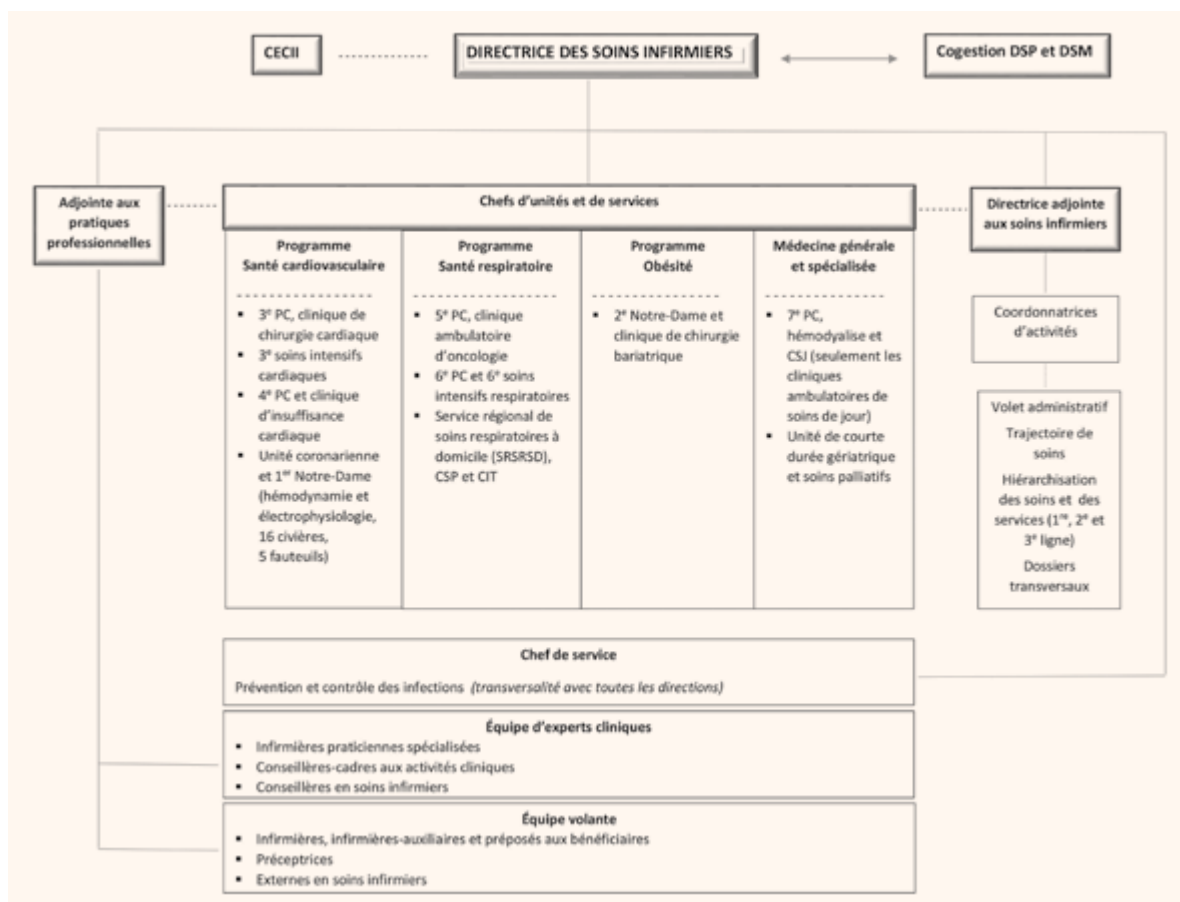 CECII
DIRECTRICE DES SOINS INFIRMIERS
Cogestion DSP et DSM
Adjointe aux
pratiques
professionnelles
Chefs d'unités et de services
Directrice adjointe
aux soins infirmiers
Programme
Santé cardiovasculaire
▪ 3e PC, clinique de
chirurgie cardiaque
▪ 3e soins intensifs
cardiaques
▪ 4e PC et clinique
d'insuffisance
cardiaque
▪ Unité coronarienne
et 1er Notre-Dame
(hémodynamie et
électrophysiologie,
16 civières,
5 fauteuils)
Programme
Santé respiratoire
▪ 5e PC, clinique
ambulatoire
d'oncologie
▪ 6e PC et 6e soins
intensifs respiratoires
▪ Service régional de
soins respiratoires à
domicile (SRSRSD),
CSP et CIT
Programme
Obésité
▪ 2e Notre-Dame et
clinique de chirurgie
bariatrique
Médecine générale
et spécialisée
▪ 7e PC,
hémodyalise et
CSJ (seulement les
cliniques
ambulatoires de
soins de jour)
▪ Unité de courte
durée gériatrique
et soins palliatifs
Coordonnatrices
d'activités
Volet administratif
Trajectoire de
soins
Hiérarchisation
des soins et des
services (1re, 2e et
3e ligne)
Dossiers
transversaux
Chef de service
Prévention et contrôle des infections (transversalité avec toutes les directions)
Équipe d'experts cliniques
▪ Infirmières praticiennes spécialisées
▪ Conseillères-cadres aux activités cliniques
▪ Conseillères en soins infirmiers
Équipe volante
▪ Infirmières, infirmières-auxiliaires et préposés aux bénéficiaires
▪ Préceptrices
▪ Externes en soins infirmiers